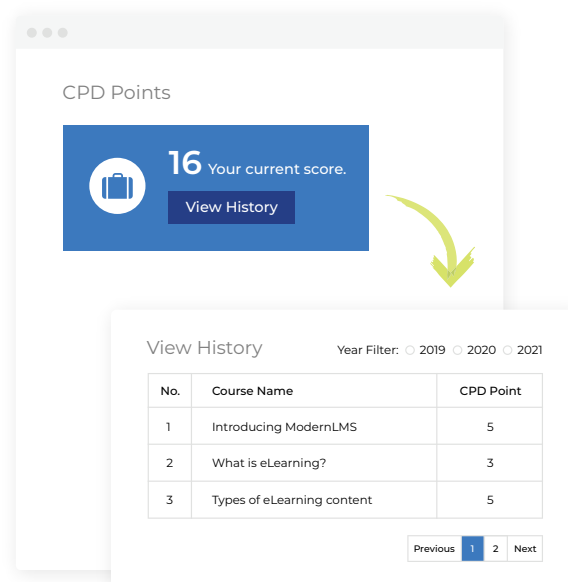 CPD Points
16 Your current score.
View History
View History
Year Filter: 2019 2020 2021
No. Course Name CPD Point
1 Introducing ModernLMS 5
2 What is eLearning? 3
3 Types of eLearning content 5
Previous 1 2 Next